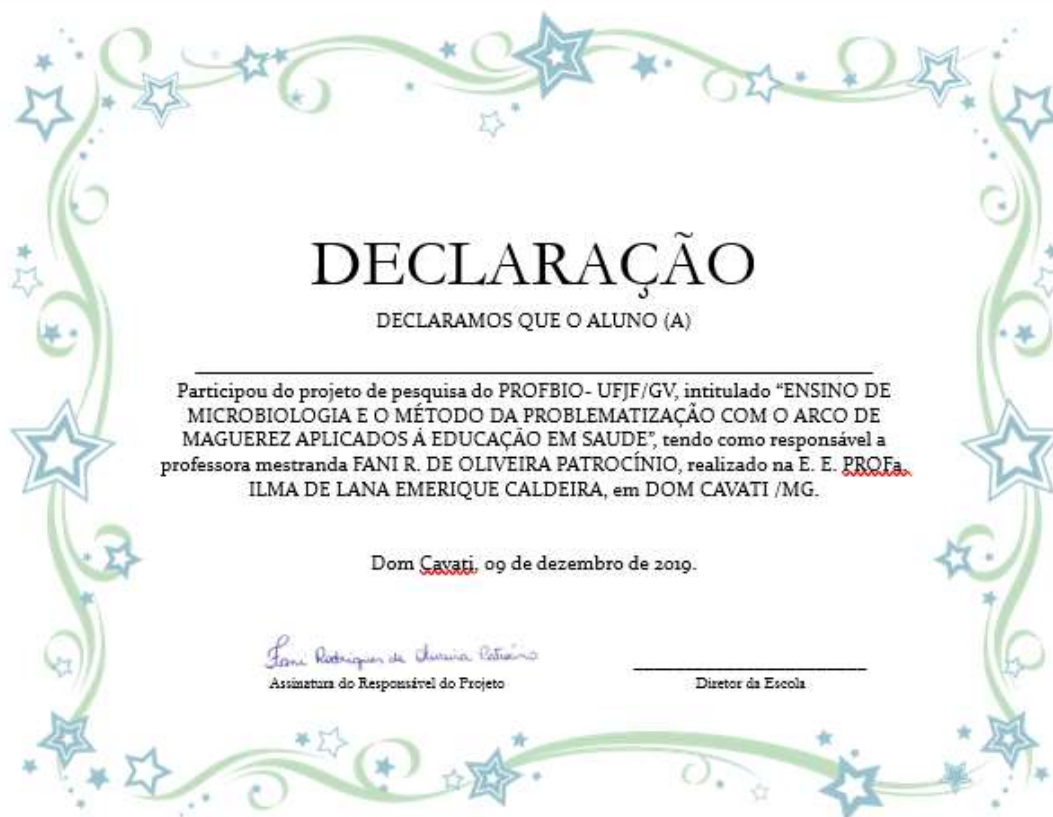 DECLARAÇÃO
DECLARAMOS QUE O ALUNO (A)
Participou do projeto de pesquisa do PROFBIO- UFJF/GV, intitulado “ENSINO DE
MICROBIOLOGIA E O MÉTODO DA PROBLEMATIZAÇÃO COM O ARCO DE
MAGUEREZ APLICADOS Á EDUCAÇÃO EM SAUDE”, tendo como responsável a
professora mestranda FANI R. DE OLIVEIRA PATROCÍNIO, realizado na E. E. PROFa.
ILMA DE LANA EMERIQUE CALDEIRA, em DOM CAVATI /MG.
Dom Cavati, 09 de dezembro de 2019.
Fani Rodrigues de Oliveira Patrocínio
Assinatura do Responsável do Projeto
Diretor da Escola